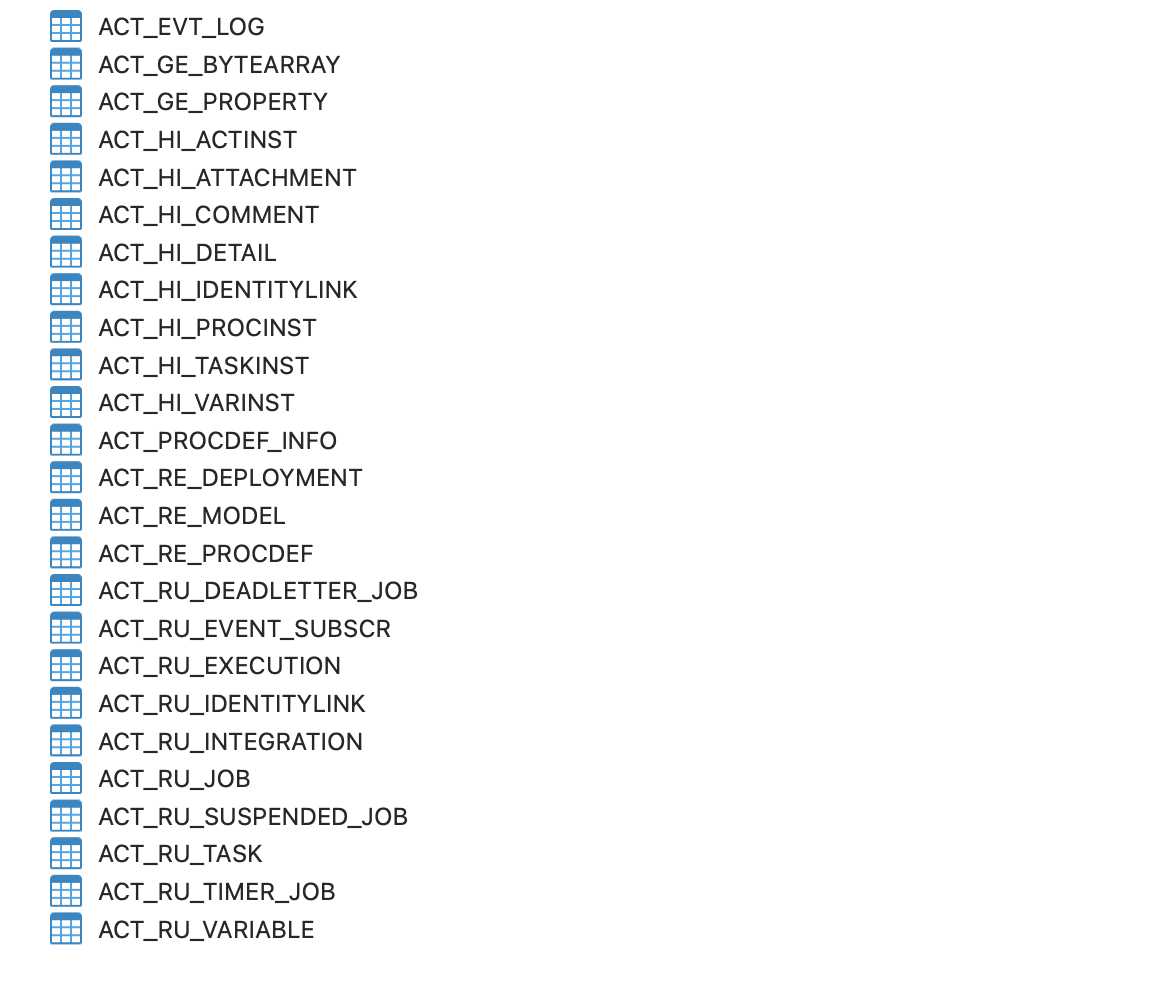 ACT_EVT_LOG
ACT_GE_BYTEARRAY
ACT_GE_PROPERTY
ACT_HI_ACTINST
ACT_HI_ATTACHMENT
ACT_HI_COMMENT
ACT_HI_DETAIL
ACT_HI_IDENTITYLINK
ACT_HI_PROCINST
ACT_HI_TASKINST
ACT_HI_VARINST
ACT_PROCDEF_INFO
ACT_RE_DEPLOYMENT
ACT_RE_MODEL
ACT_RE_PROCDEF
ACT_RU_DEADLETTER_JOB
ACT_RU_EVENT_SUBSCR
ACT_RU_EXECUTION
ACT_RU_IDENTITYLINK
ACT_RU_INTEGRATION
ACT_RU_JOB
ACT_RU_SUSPENDED_JOB
ACT_RU_TASK
ACT_RU_TIMER_JOB
ACT_RU_VARIABLE